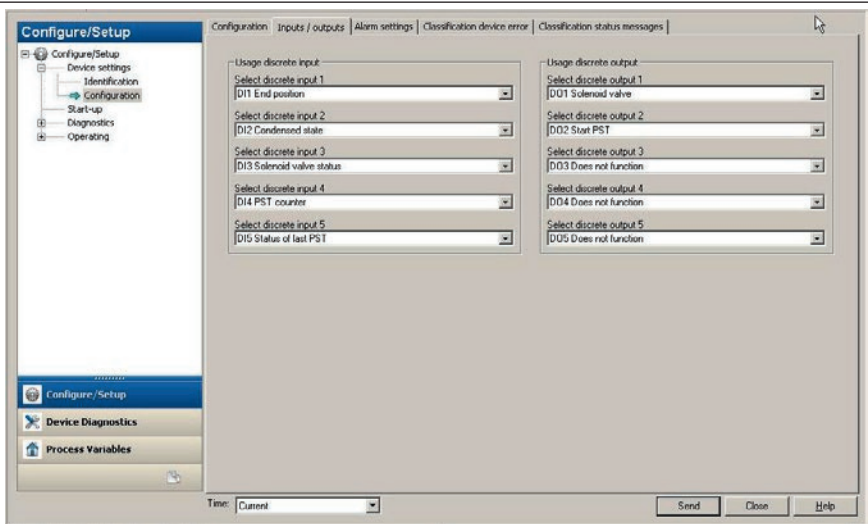 Configure/Setup
Configure/Setup
Device settings
Identification
Configuration
Start-up
Diagnostics
Operating
Configure/Setup
Device Diagnostics
Process Variables
Configuration
Inputs / outputs
Alarm settings
Classification device error
Classification status messages
Usage discrete input
Select discrete input 1
DI1 End position
Select discrete input 2
DI2 Condensed state
Select discrete input 3
DI3 Solenoid valve status
Select discrete input 4
DI4 PST counter
Select discrete input 5
DI5 Status of last PST
Usage discrete output
Select discrete output 1
DO1 Solenoid valve
Select discrete output 2
DO2 Start PST
Select discrete output 3
DO3 Does not function
Select discrete output 4
DO4 Does not function
Select discrete output 5
DO5 Does not function
Time: Current
Send
Close
Help